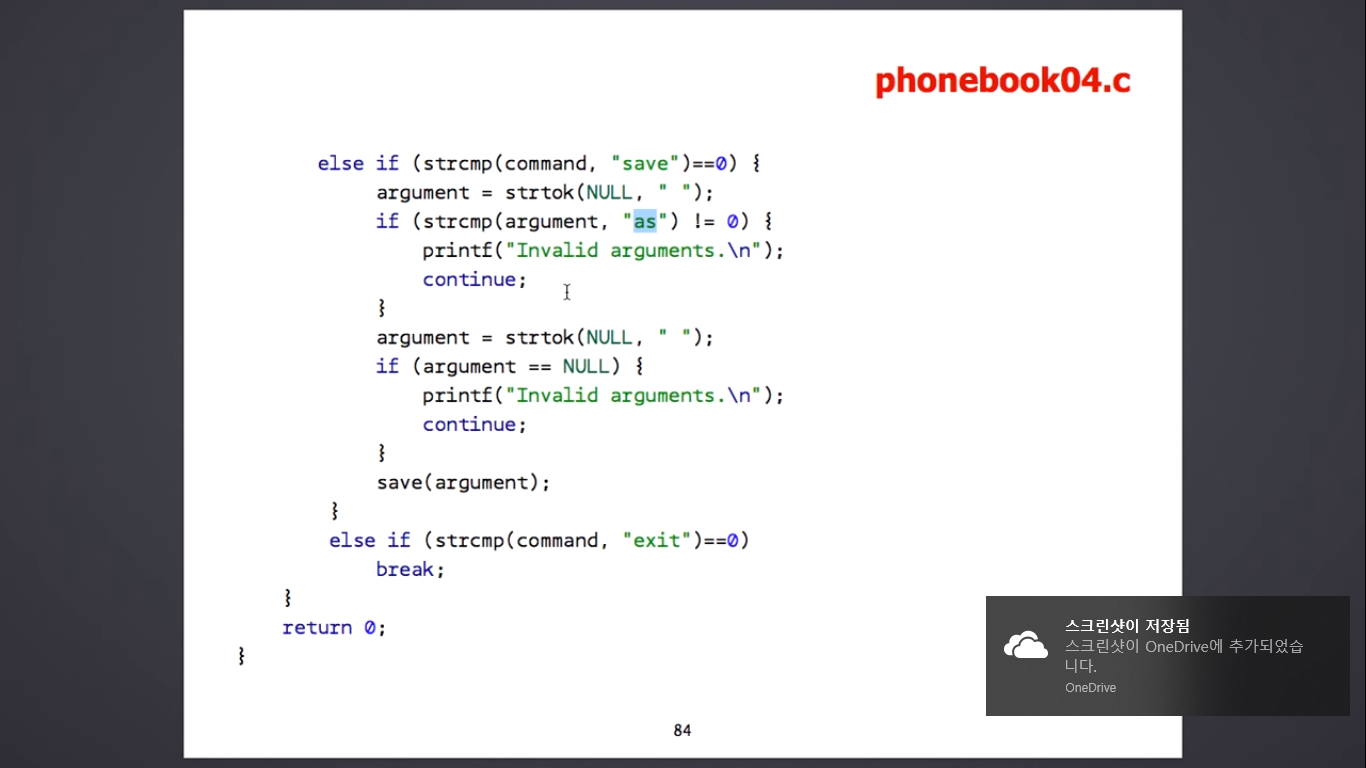 phonebook04.c
else if (strcmp(command, "save")==0) {
argument = strtok(NULL, " ");
if (strcmp(argument, "as") != 0) {
printf("Invalid arguments.\n");
continue;
}
argument = strtok(NULL, " ");
if (argument == NULL) {
printf("Invalid arguments.\n");
continue;
}
save(argument);
}
else if (strcmp(command, "exit")==0)
break;
}
return 0;
}
스크린샷이 저장됨
스크린샷이 OneDrive에 추가되었습
니다.
OneDrive
84